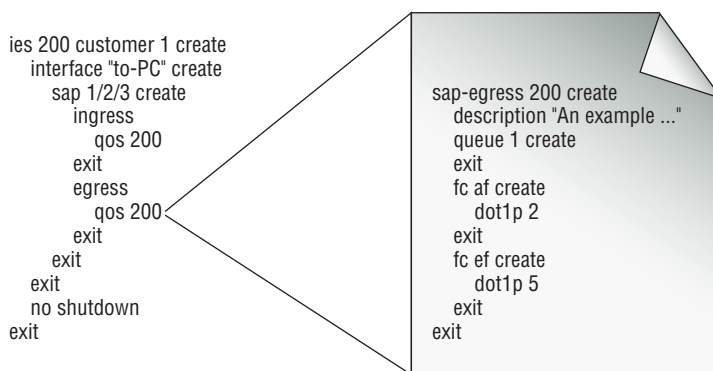 ies 200 customer 1 create
interface "to-PC" create
sap 1/2/3 create
ingress
qos 200
exit
egress
qos 200
exit
exit
exit
no shutdown
exit
sap-egress 200 create
description "An example ..."
queue 1 create
exit
fc af create
dot1p 2
exit
fc ef create
dot1p 5
exit
exit